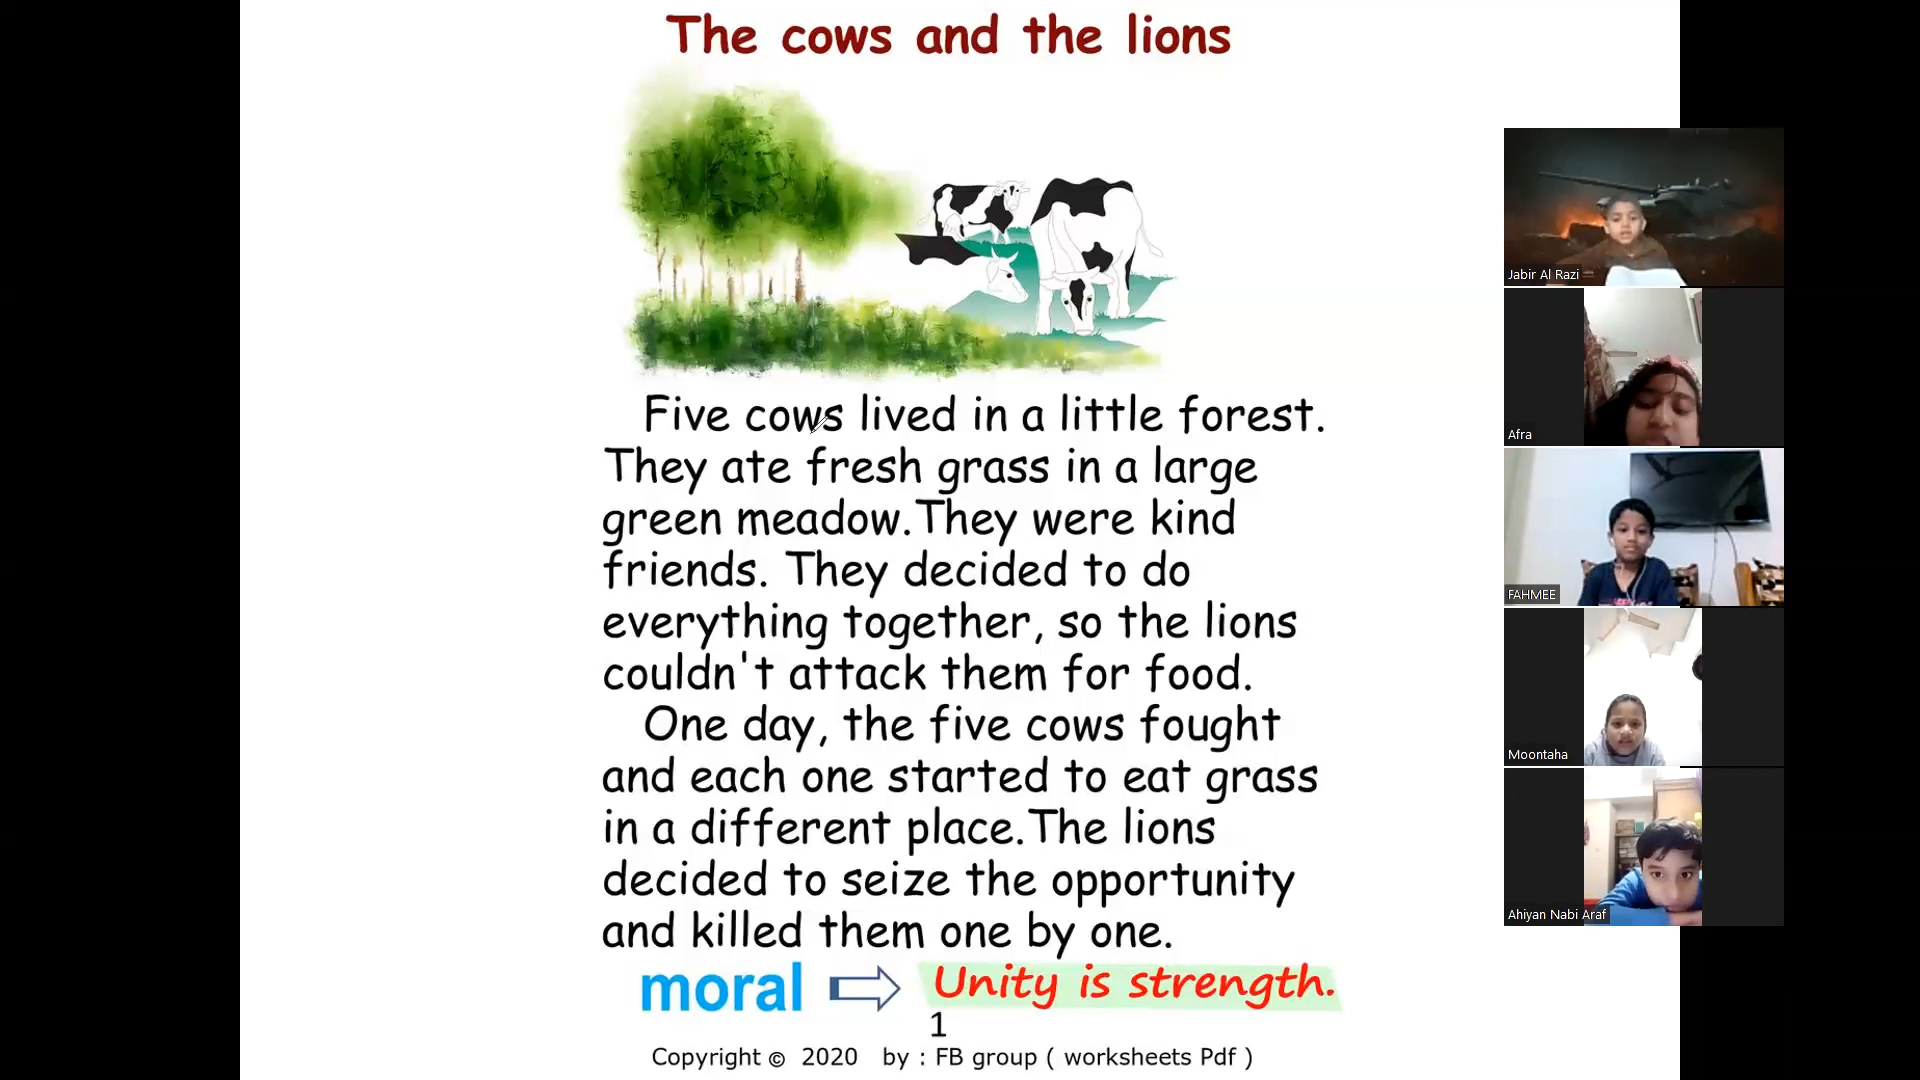 The cows and the lions
Five cows lived in a little forest.
They ate fresh grass in a large
green meadow.They were kind
friends. They decided to do
everything together, so the lions
couldn't attack them for food.
One day, the five cows fought
and each one started to eat grass
in a different place.The lions
decided to seize the opportunity
and killed them one by one.
moral Unity is strength.
1
Copyright © 2020 by : FB group ( worksheets Pdf )
Jabir Al Razi
Afra
FAHMEE
Moontaha
Ahiyan Nabi Araf